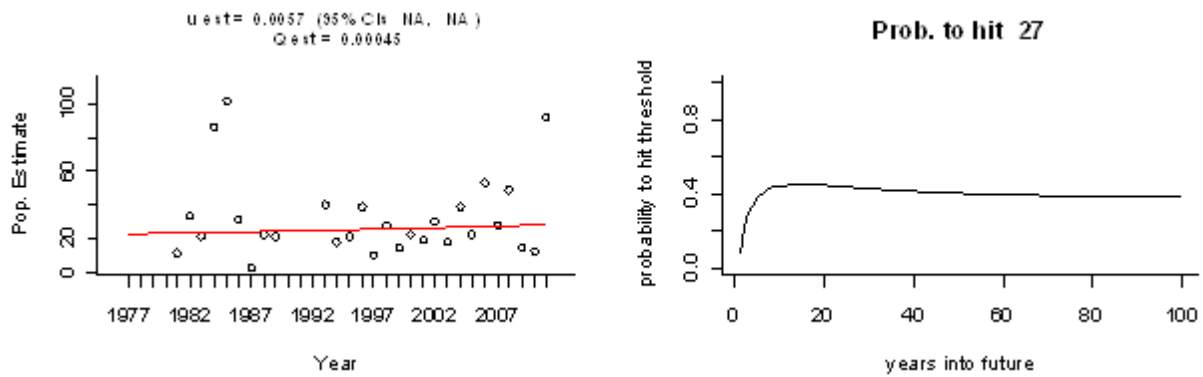 u est= 0.0057 (95% CIs NA, NA )
Q est = 0.00045
Pop. Estimate
100
60
20
0
1977 1982 1987 1992 1997 2002 2007
Year
Prob. to hit 27
probability to hit threshold
0.8
0.4
0.0
0 20 40 60 80 100
years into future